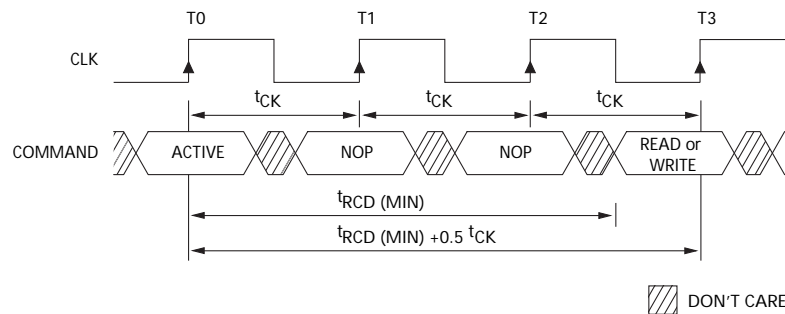 T0 T1 T2 T3
CLK
tCK tCK tCK
COMMAND ACTIVE NOP NOP READ or
WRITE
tRCD (MIN)
tRCD (MIN) +0.5 tCK
DON'T CARE